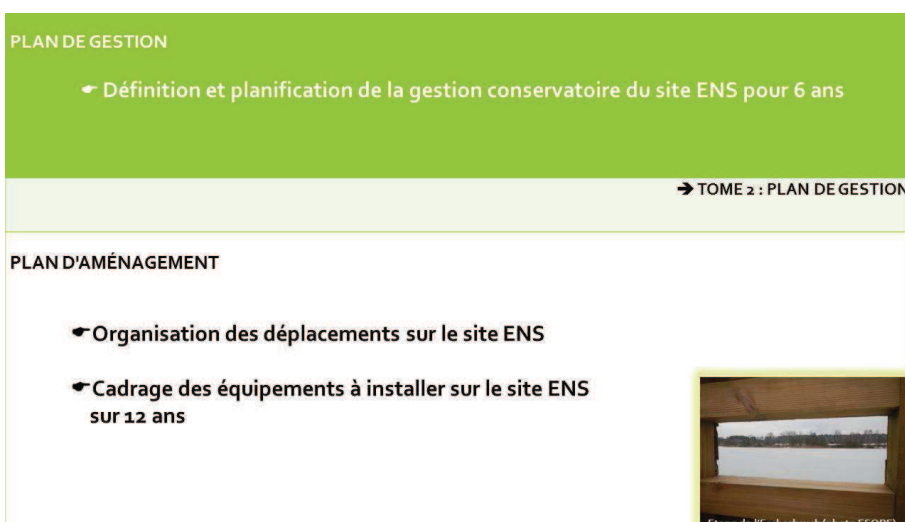 PLAN DE GESTION
☛ Définition et planification de la gestion conservatoire du site ENS pour 6 ans
➔ TOME 2 : PLAN DE GESTION
PLAN D'AMÉNAGEMENT
☛ Organisation des déplacements sur le site ENS
☛ Cadrage des équipements à installer sur le site ENS
sur 12 ans